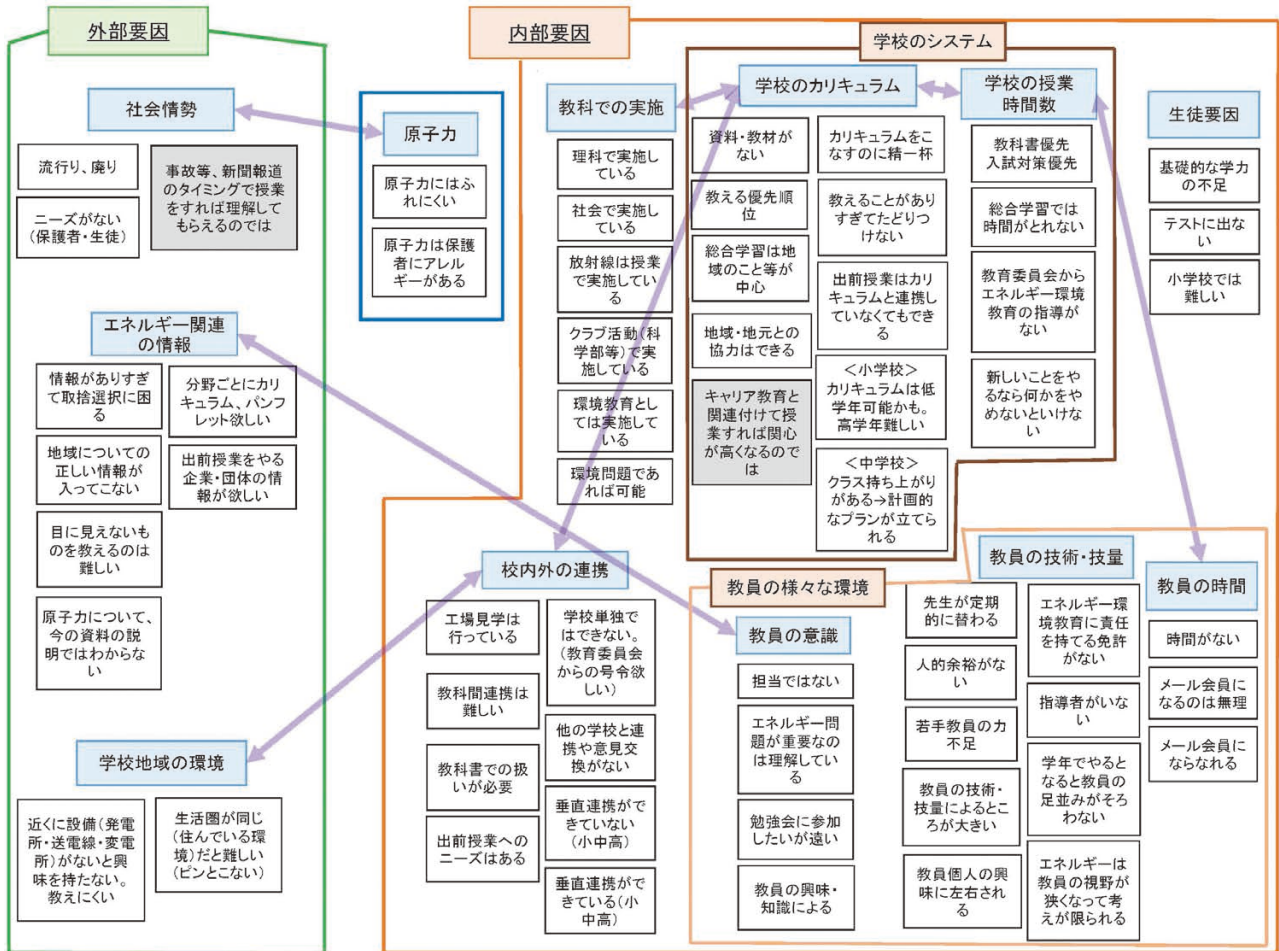 外部要因
社会情勢
流行り、廃り
ニーズがない
(保護者・生徒)
事故等、新聞報道
のタイミングで授業
をすれば理解して
もらえるのでは
エネルギー関連
の情報
情報がありすぎ
て取捨選択に困
る
分野ごとにカリ
キュラム、パンフ
レット欲しい
地域についての
正しい情報が
入ってこない
出前授業をやる
企業・団体の情
報が欲しい
目に見えないも
のを教えるのは
難しい
原子力について、
今の資料の説
明ではわからな
い
学校地域の環境
近くに設備(発電
所・送電線・変電
所)がないと興
味を持たない。
教えにくい
生活圏が同じ
(住んでいる環
境)だと難しい
(ピンとこない)
原子力
原子力にはふ
れにくい
原子力は保護
者にアレル
ギーがある
内部要因
教科での実施
理科で実施し
ている
社会で実施し
ている
放射線は授業
で実施している
クラブ活動(科
学部等)で実
施している
環境教育とし
ては実施して
いる
環境問題であ
れば可能
学校のシステム
学校のカリキュラム
資料・教材が
ない
教える優先順
位
総合学習は地
域のこと等が
中心
地域・地元との
協力はできる
キャリア教育と
関連付けて授
業すれば関心
が高くなるので
は
カリキュラムをこ
なすのに精一杯
教えることがあり
すぎてたどりつ
けない
出前授業はカリ
キュラムと連携し
ていなくてもでき
る
<小学校>
カリキュラムは低
学年可能かも。
高学年難しい
<中学校>
クラス持ち上がり
がある→計画的
なプランが立てら
れる
学校の授業
時間数
教科書優先
入試対策優先
総合学習では
時間がとれない
教育委員会から
エネルギー環境
教育の指導が
ない
新しいことをや
るなら何かをや
めないといけな
い
生徒要因
基礎的な学力
の不足
テストに出な
い
小学校では
難しい
校内外の連携
工場見学は
行っている
教科間連携は
難しい
教科書での扱
いが必要
出前授業への
ニーズはある
学校単独で
はできない。
(教育委員会
からの号令欲
しい)
他の学校と連
携や意見交
換がない
垂直連携がで
きていない
(小中高)
垂直連携がで
きている(小
中高)
教員の様々な環境
教員の意識
担当ではない
エネルギー問
題が重要なの
は理解してい
る
勉強会に参加
したいが遠い
教員の興味・
知識による
教員の技術・技量
先生が定期
的に替わる
人的余裕がな
い
若手教員の力
不足
教員の技術・
技量によるとこ
ろが大きい
教員個人の興
味に左右され
る
エネルギー環
境教育に責任
を持てる免許
がない
指導者がいな
い
学年でやると
なると教員の
足並みがそろ
わない
エネルギーは
教員の視野が
狭くなって考
えが限られる
教員の時間
時間がない
メール会員に
なるのは無理
メール会員に
ならなれる